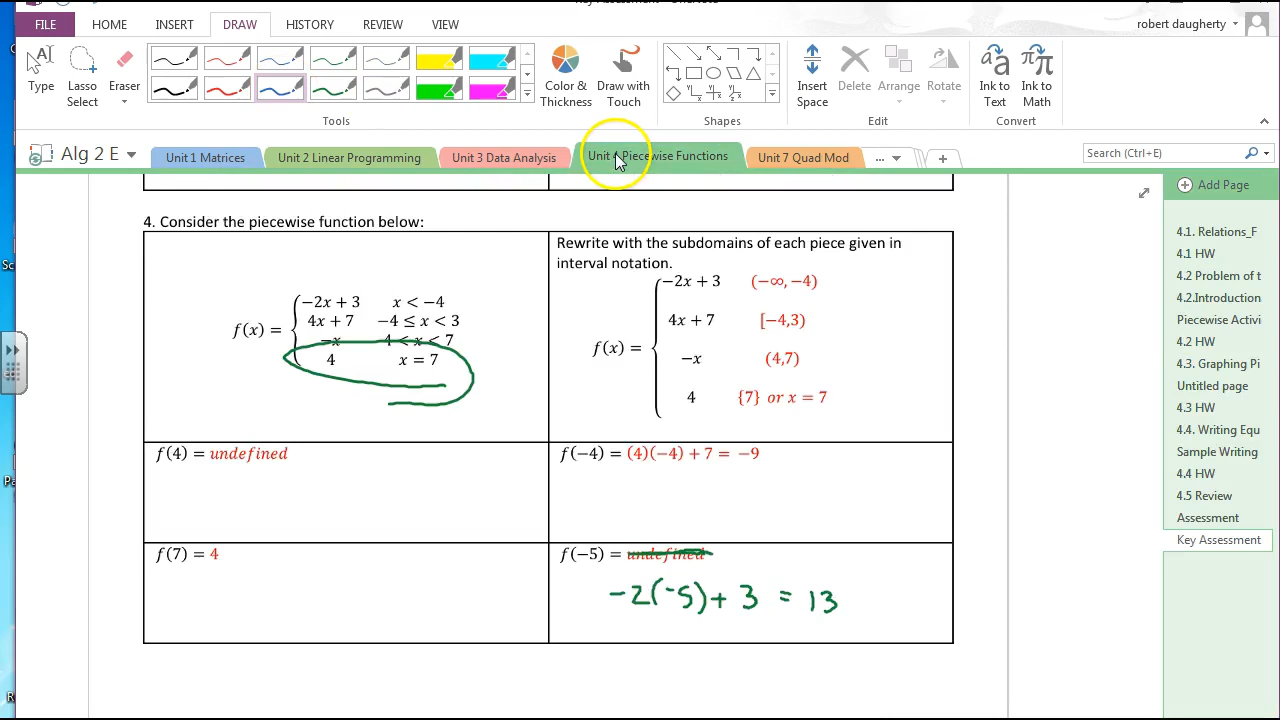 FILE HOME INSERT DRAW HISTORY REVIEW VIEW robert daugherty
Type
Lasso Select
Eraser
Color & Thickness
Draw with Touch
Insert Space
Delete
Arrange
Rotate
Ink to Text
Ink to Math
Tools Shapes Edit Convert
Alg 2 E Unit 1 Matrices Unit 2 Linear Programming Unit 3 Data Analysis Unit 4 Piecewise Functions Unit 7 Quad Mod ... + Search (Ctrl+E)
Add Page
4.1. Relations_F
4.1 HW
4.2 Problem of t
4.2.Introduction
Piecewise Activi
4.2 HW
4.3. Graphing Pi
Untitled page
4.3 HW
4.4. Writing Equ
Sample Writing
4.4 HW
4.5 Review
Assessment
Key Assessment
4. Consider the piecewise function below:
f(x) =
−2x + 3 x < −4
4x + 7 −4 ≤ x < 3
−x 4 < x < 7
4 x = 7
Rewrite with the subdomains of each piece given in
interval notation.
f(x) =
−2x + 3 (−∞, −4)
4x + 7 [−4,3)
−x (4,7)
4 {7} or x = 7
f(4) = undefined
f(−4) = (4)(−4) + 7 = −9
f(7) = 4
f(−5) = undefined
-2(-5)+ 3 = 13